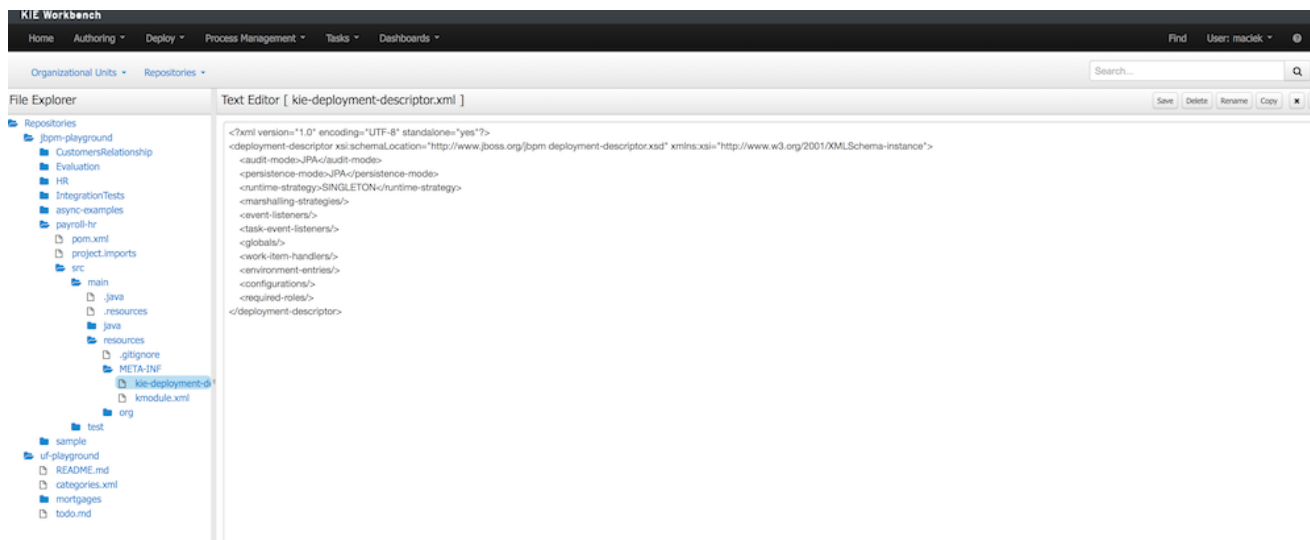 KIE Workbench
Home Authoring Deploy Process Management Tasks Dashboards Find User: maciek
Organizational Units Repositories Search...
File Explorer
Text Editor [ kie-deployment-descriptor.xml ]
Save Delete Rename Copy
Repositories
jbpm-playground
CustomersRelationship
Evaluation
HR
IntegrationTests
async-examples
payroll-hr
pom.xml
project.imports
src
main
.java
.resources
java
resources
.gitignore
META-INF
kie-deployment-d
kmodule.xml
org
test
sample
uf-playground
README.md
categories.xml
mortgages
todo.md
<?xml version="1.0" encoding="UTF-8" standalone="yes"?>
<deployment-descriptor xsi:schemaLocation="http://www.jboss.org/jbpm deployment-descriptor.xsd" xmlns:xsi="http://www.w3.org/2001/XMLSchema-instance">
<audit-mode>JPA</audit-mode>
<persistence-mode>JPA</persistence-mode>
<runtime-strategy>SINGLETON</runtime-strategy>
<marshalling-strategies/>
<event-listeners/>
<task-event-listeners/>
<globals/>
<work-item-handlers/>
<environment-entries/>
<configurations/>
<required-roles/>
</deployment-descriptor>